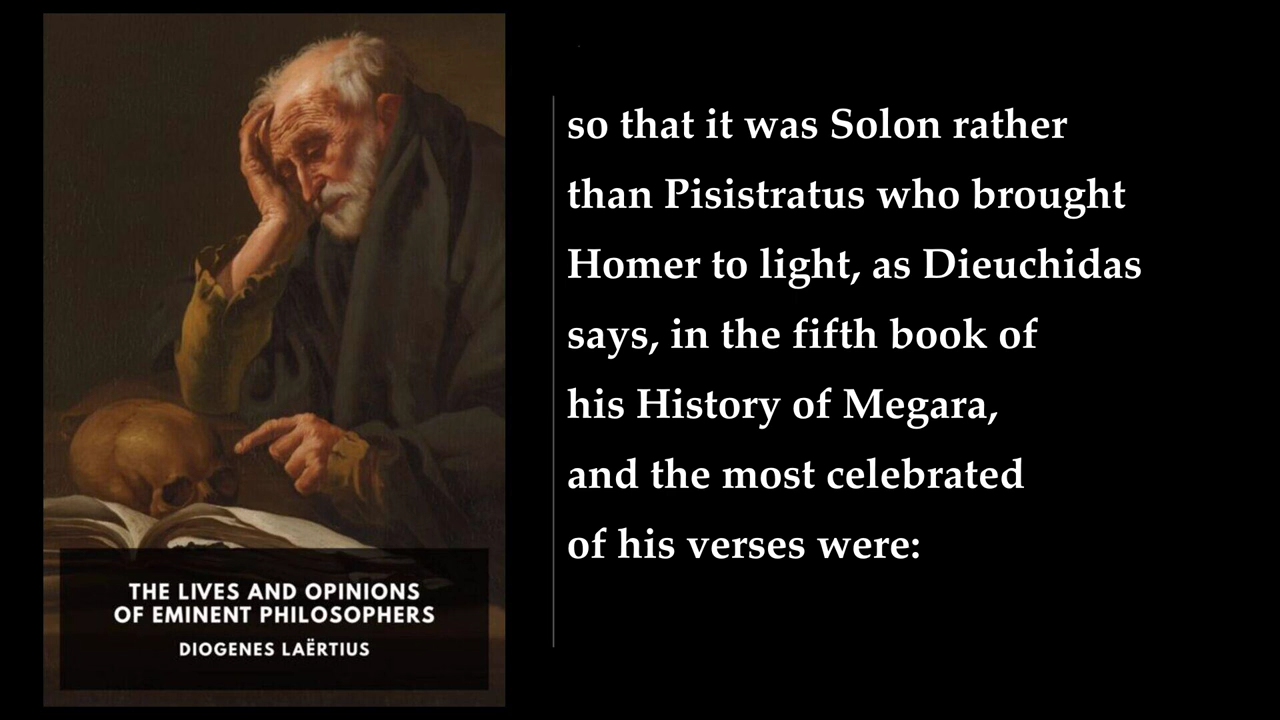 THE LIVES AND OPINIONS
OF EMINENT PHILOSOPHERS
DIOGENES LAËRTIUS
so that it was Solon rather
than Pisistratus who brought
Homer to light, as Dieuchidas
says, in the fifth book of
his History of Megara,
and the most celebrated
of his verses were: